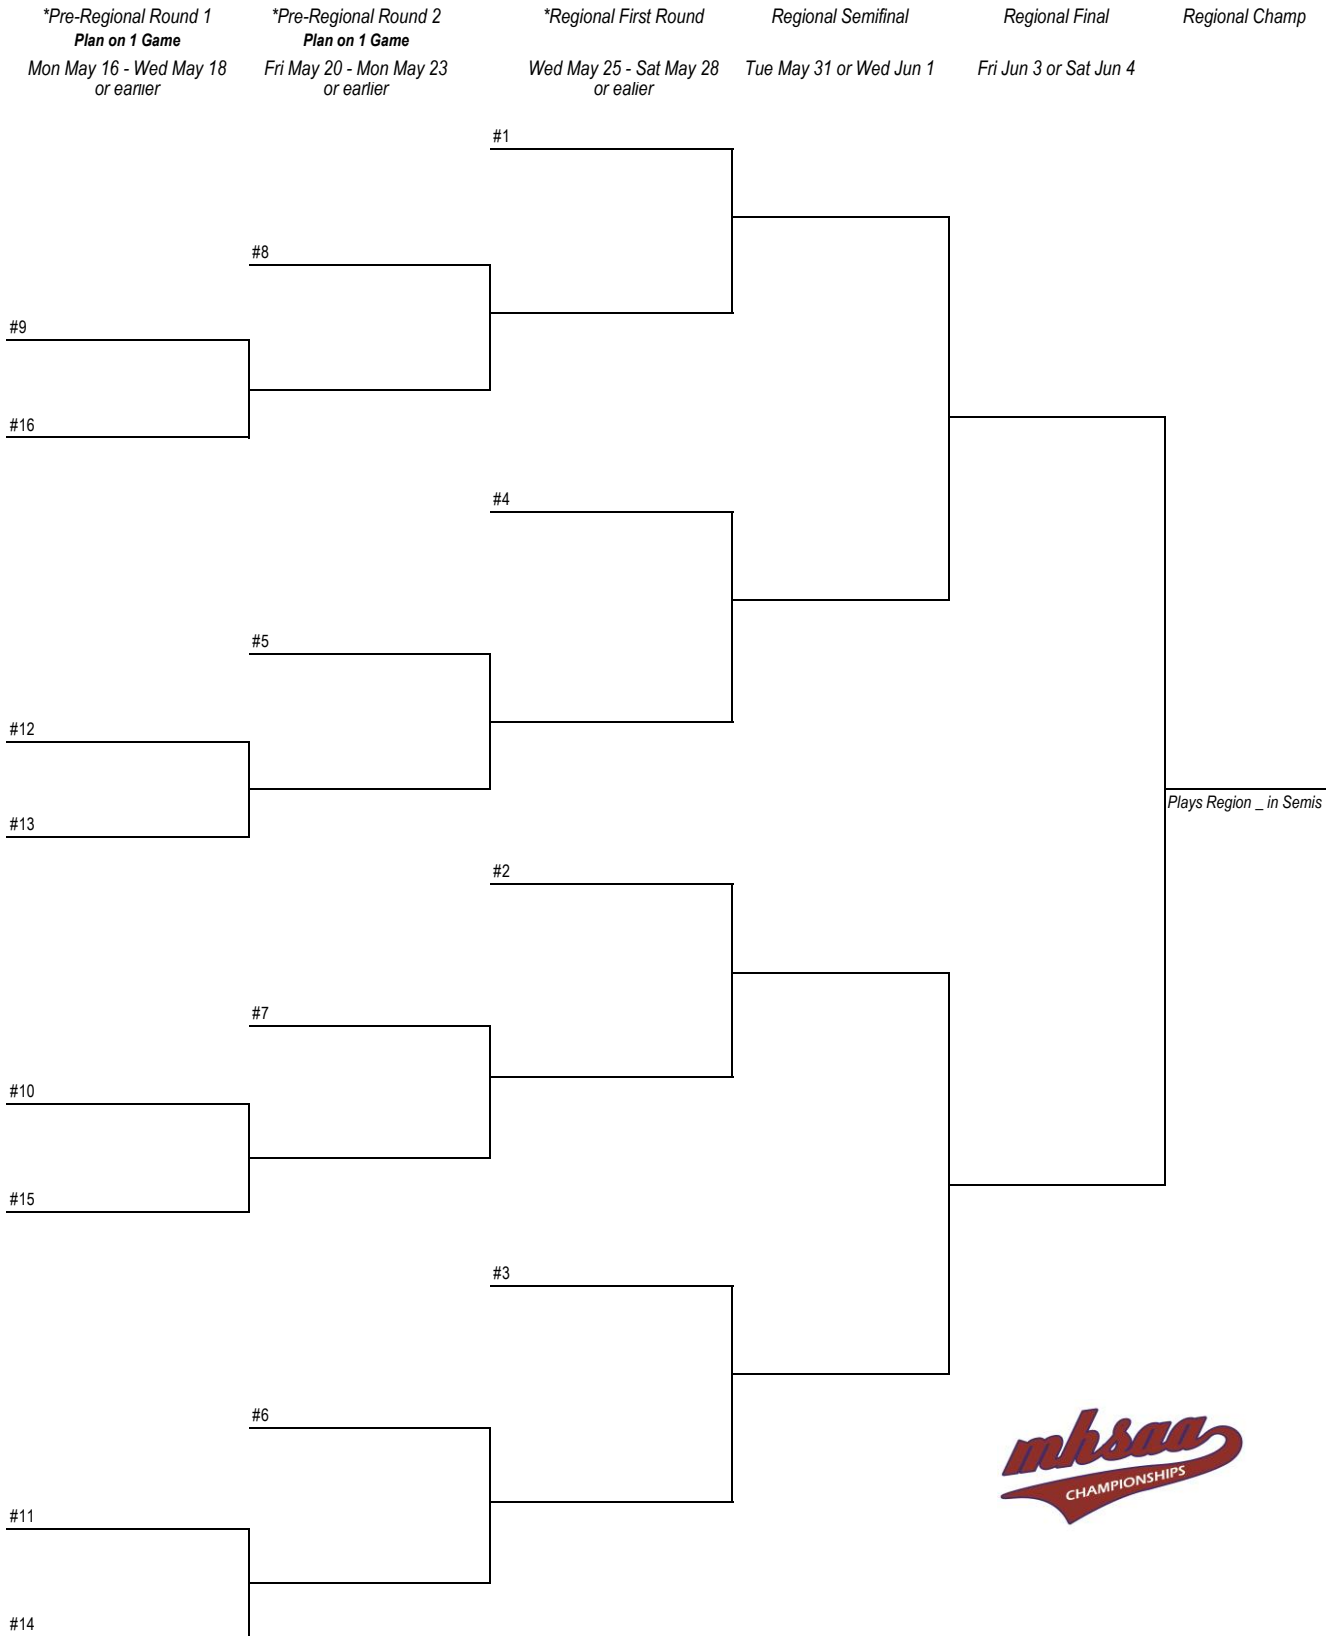 *Pre-Regional Round 1
Plan on 1 Game
Mon May 16 - Wed May 18
or earlier
*Pre-Regional Round 2
Plan on 1 Game
Fri May 20 - Mon May 23
or earlier
*Regional First Round
Wed May 25 - Sat May 28
or ealier
Regional Semifinal
Tue May 31 or Wed Jun 1
Regional Final
Fri Jun 3 or Sat Jun 4
Regional Champ
#1
#8
#9
#16
#4
#5
#12
#13
Plays Region _ in Semis
#2
#7
#10
#15
#3
#6
#11
#14
mhsaa
CHAMPIONSHIPS